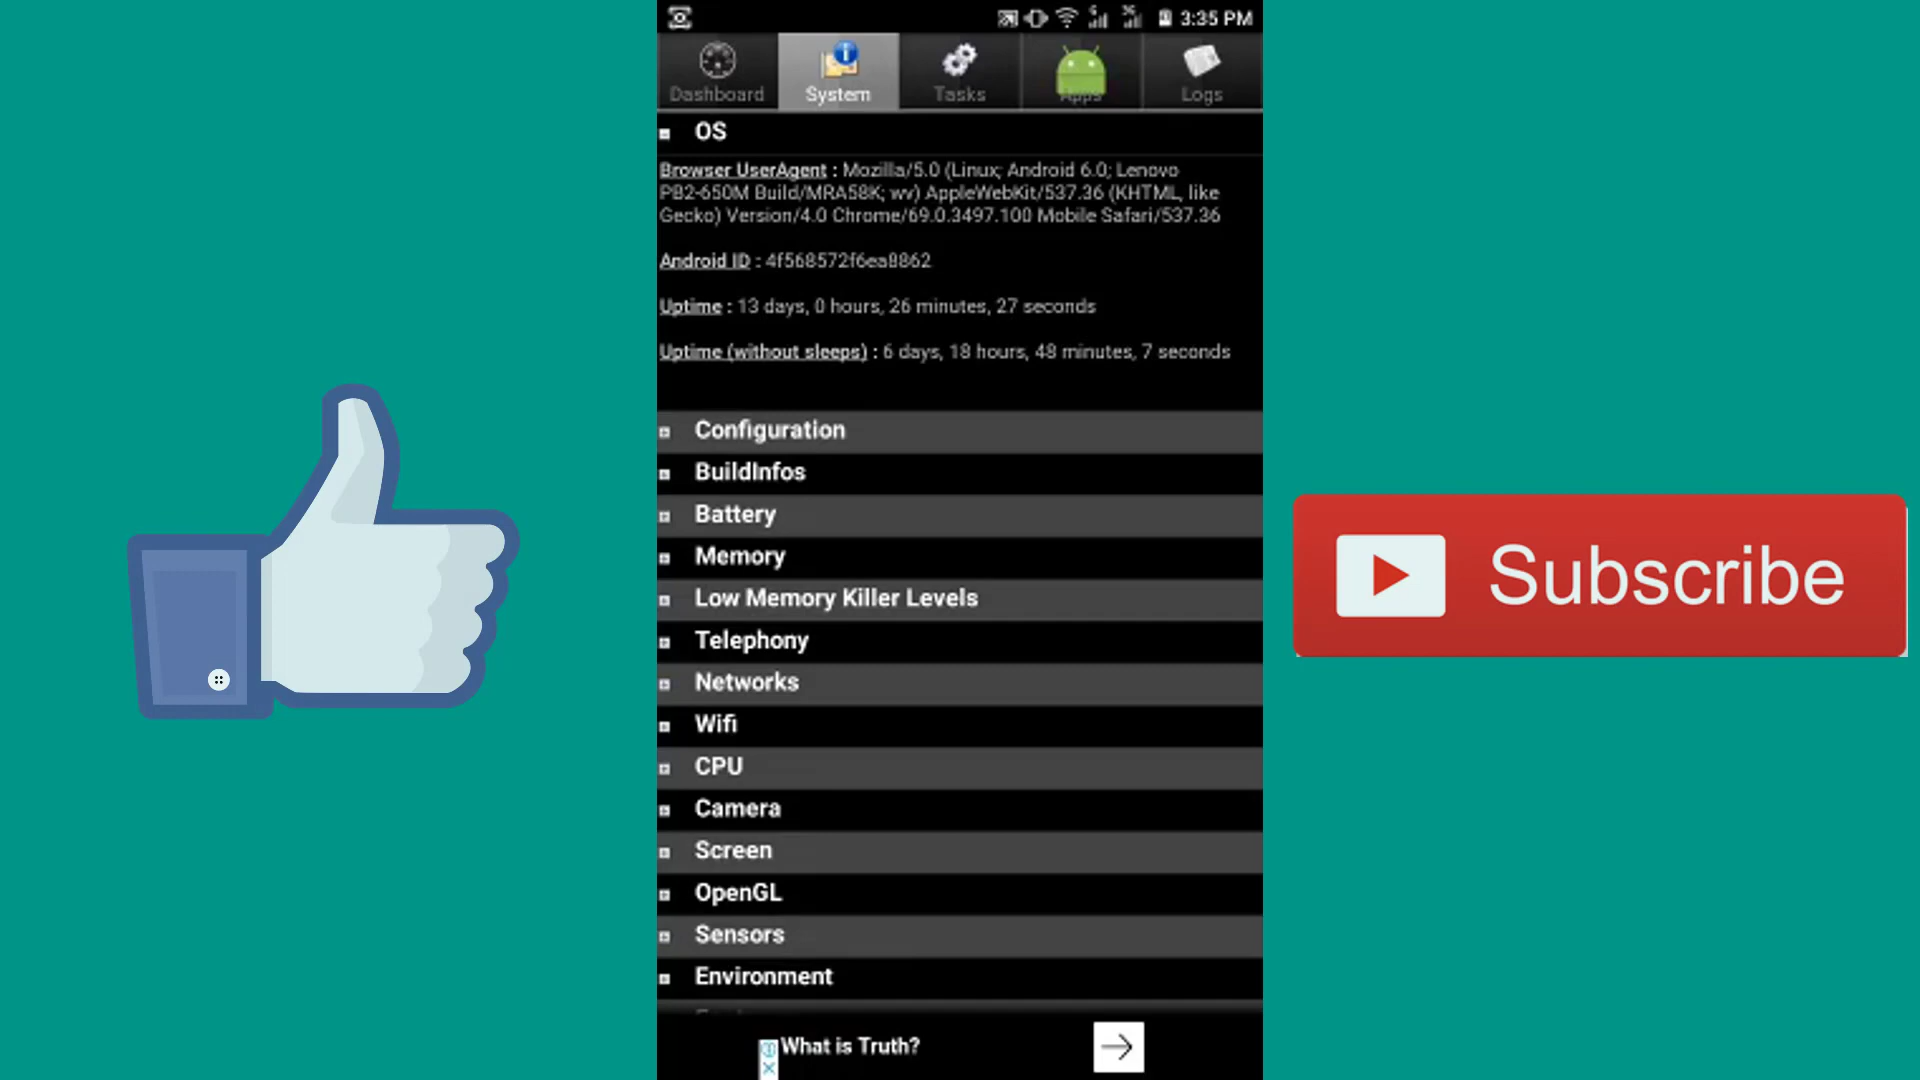 3:35 PM
Dashboard
System
Tasks
Apps
Logs
OS
Browser UserAgent : Mozilla/5.0 (Linux; Android 6.0; Lenovo
PB2-650M Build/MRA58K; wv) AppleWebKit/537.36 (KHTML, like
Gecko) Version/4.0 Chrome/69.0.3497.100 Mobile Safari/537.36
Android ID : 4f568572f6ea8862
Uptime : 13 days, 0 hours, 26 minutes, 27 seconds
Uptime (without sleeps) : 6 days, 18 hours, 48 minutes, 7 seconds
Configuration
BuildInfos
Battery
Memory
Low Memory Killer Levels
Telephony
Networks
Wifi
CPU
Camera
Screen
OpenGL
Sensors
Environment
What is Truth?
Subscribe